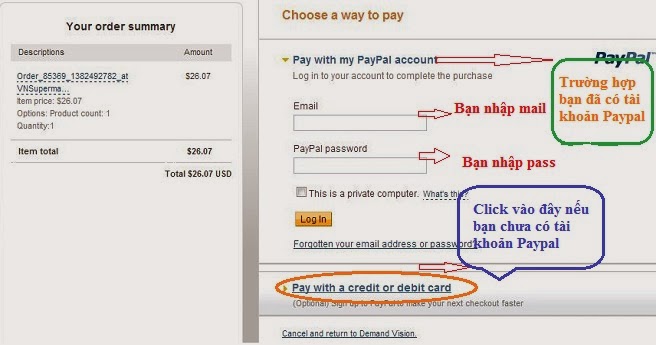 Your order summary
Descriptions Amount
Order_85369_1382492782_at $26.07
VNSuperma...
Item price: $26.07
Options: Product count: 1
Quantity:1
Item total $26.07
Total $26.07 USD
Choose a way to pay
Pay with my PayPal account
PayPal
Log in to your account to complete the purchase
Trường hợp
bạn đã có tài
khoản Paypal
Email
Bạn nhập mail
PayPal password
Bạn nhập pass
This is a private computer. What's this?
Log In
Click vào đây nếu
bạn chưa có tài
khoản Paypal
Forgotten your email address or password?
Pay with a credit or debit card
(Optional) Sign up to PayPal to make your next checkout faster
Cancel and return to Demand Vision.